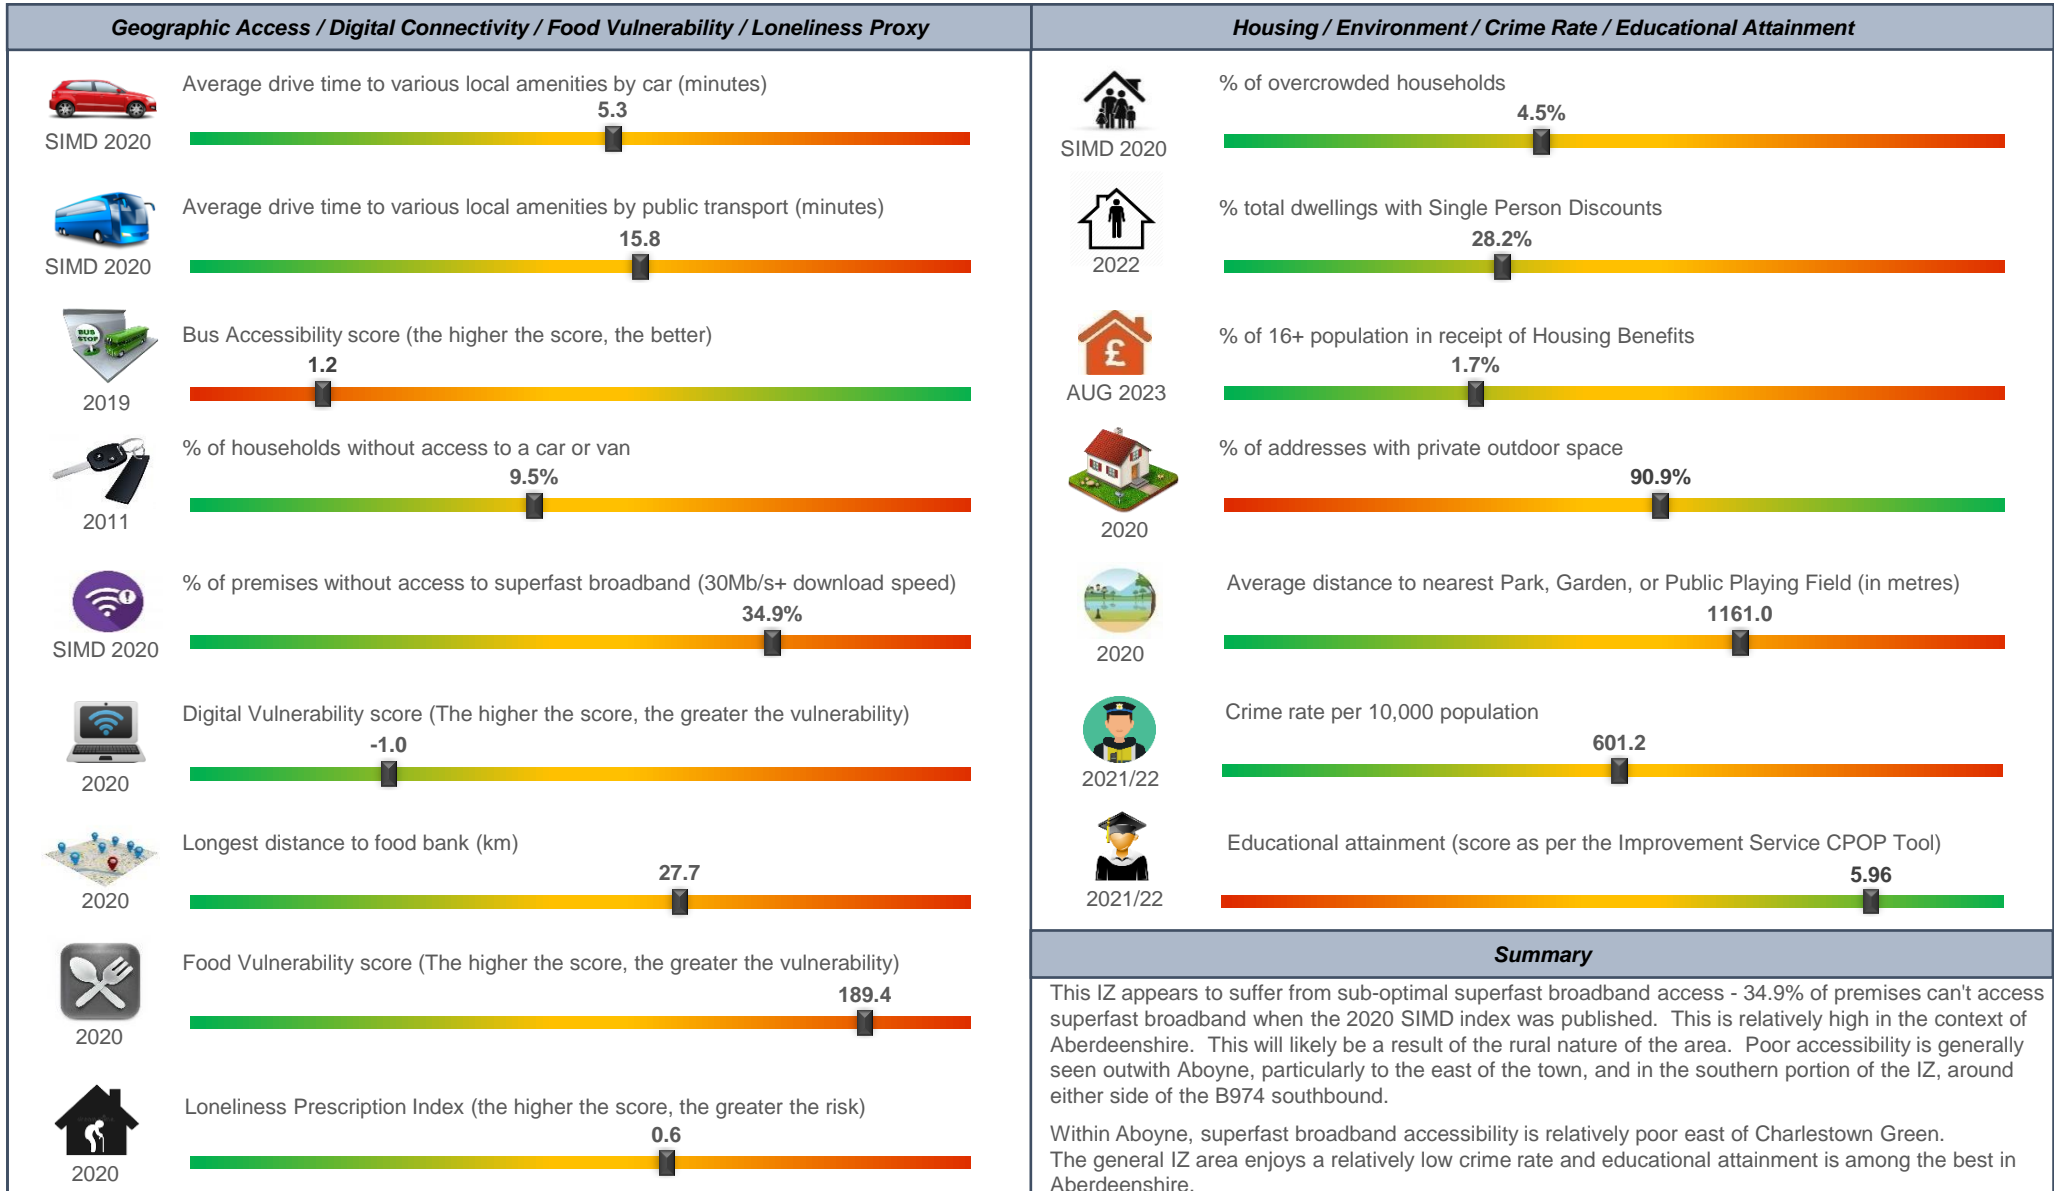 Geographic Access / Digital Connectivity / Food Vulnerability / Loneliness Proxy
Average drive time to various local amenities by car (minutes)
5.3
SIMD 2020
Average drive time to various local amenities by public transport (minutes)
15.8
SIMD 2020
BUS
STOP
Bus Accessibility score (the higher the score, the better)
1.2
2019
% of households without access to a car or van
9.5%
2011
% of premises without access to superfast broadband (30Mb/s+ download speed)
34.9%
SIMD 2020
Digital Vulnerability score (The higher the score, the greater the vulnerability)
-1.0
2020
Longest distance to food bank (km)
27.7
2020
Food Vulnerability score (The higher the score, the greater the vulnerability)
189.4
2020
Loneliness Prescription Index (the higher the score, the greater the risk)
0.6
2020
Housing / Environment / Crime Rate / Educational Attainment
% of overcrowded households
4.5%
SIMD 2020
% total dwellings with Single Person Discounts
28.2%
2022
% of 16+ population in receipt of Housing Benefits
1.7%
£
AUG 2023
% of addresses with private outdoor space
90.9%
2020
Average distance to nearest Park, Garden, or Public Playing Field (in metres)
1161.0
2020
Crime rate per 10,000 population
601.2
2021/22
Educational attainment (score as per the Improvement Service CPOP Tool)
5.96
2021/22
Summary
This IZ appears to suffer from sub-optimal superfast broadband access - 34.9% of premises can't access
superfast broadband when the 2020 SIMD index was published.  This is relatively high in the context of
Aberdeenshire.  This will likely be a result of the rural nature of the area.  Poor accessibility is generally
seen outwith Aboyne, particularly to the east of the town, and in the southern portion of the IZ, around
either side of the B974 southbound.
Within Aboyne, superfast broadband accessibility is relatively poor east of Charlestown Green.
The general IZ area enjoys a relatively low crime rate and educational attainment is among the best in
Aberdeenshire.